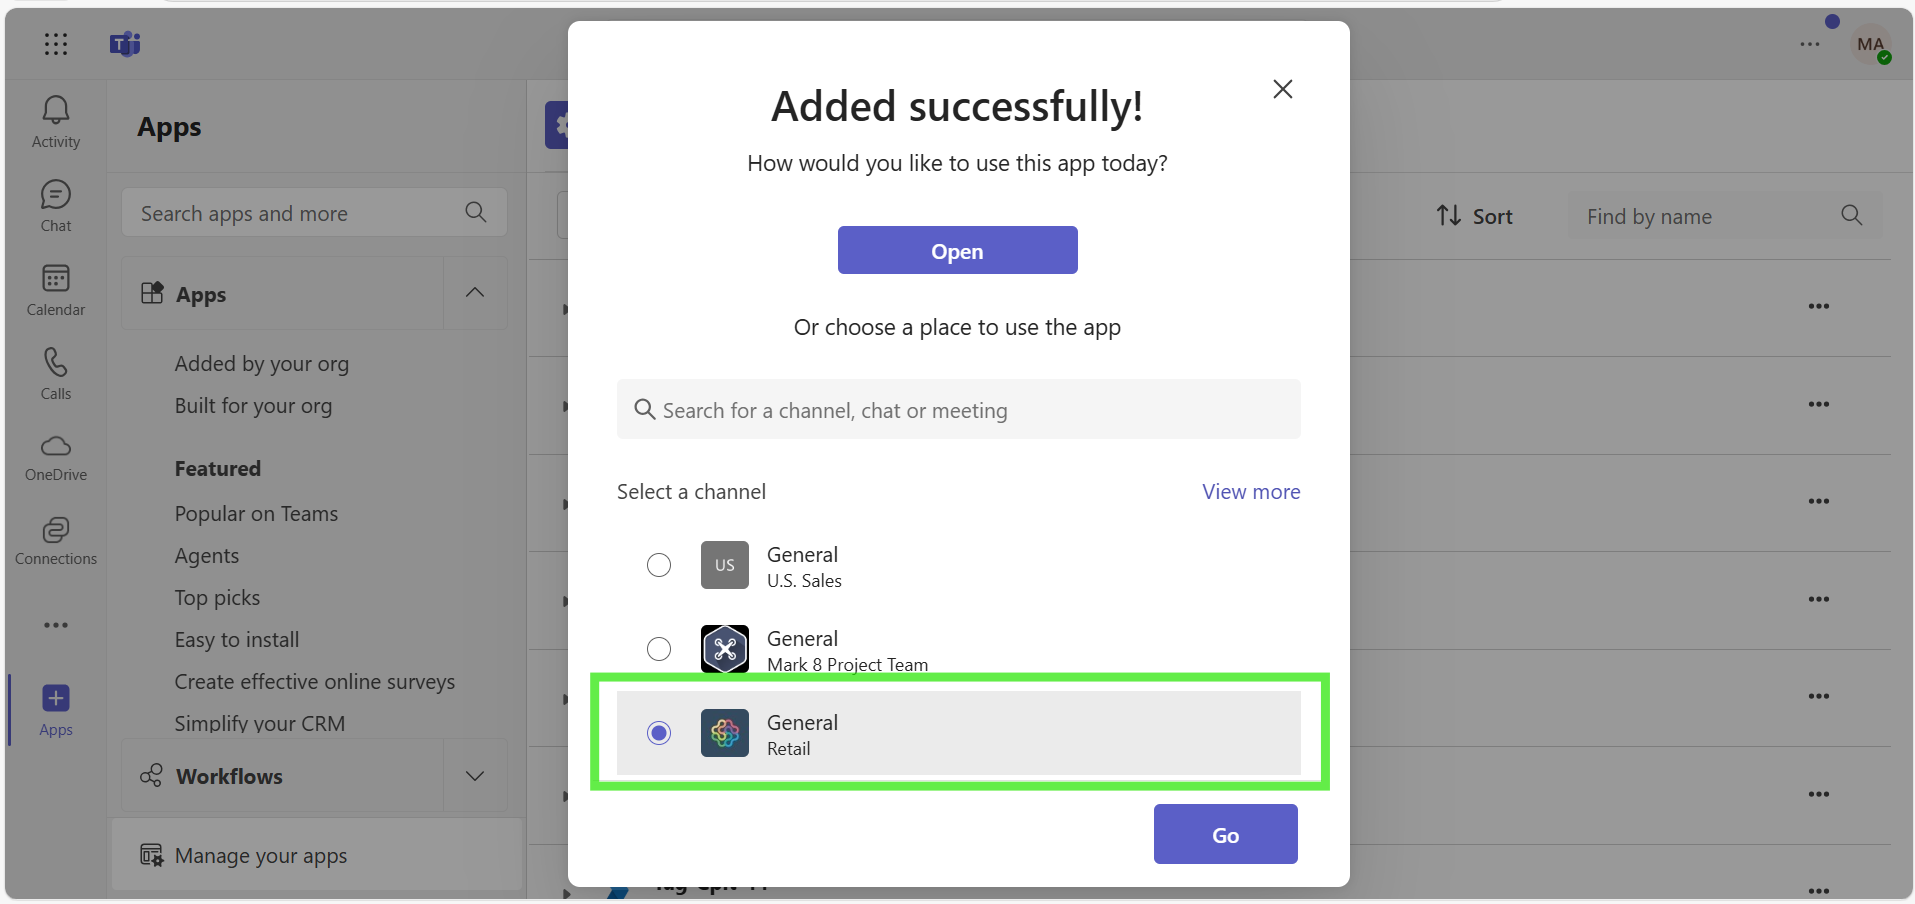 MA
Activity
Chat
Calendar
Calls
OneDrive
Connections
Apps
Apps
Search apps and more
Apps
Added by your org
Built for your org
Featured
Popular on Teams
Agents
Top picks
Easy to install
Create effective online surveys
Simplify your CRM
Workflows
Manage your apps
Sort
Find by name
Added successfully!
How would you like to use this app today?
Open
Or choose a place to use the app
Search for a channel, chat or meeting
Select a channel
View more
US
General
U.S. Sales
General
Mark 8 Project Team
General
Retail
Go